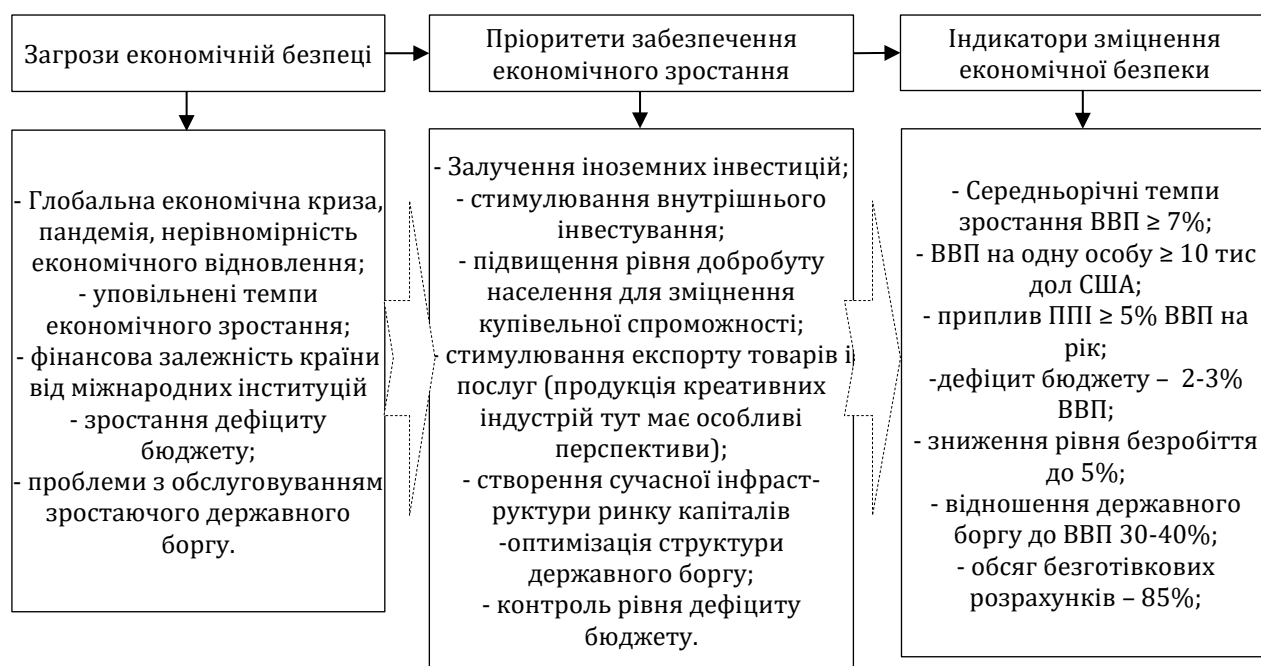 Загрози економічній безпеці
Пріоритети забезпечення
економічного зростання
Індикатори зміцнення
економічної безпеки
- Глобальна економічна криза,
пандемія, нерівномірність
економічного відновлення;
- уповільнені темпи
економічного зростання;
- фінансова залежність країни
від міжнародних інституцій
- зростання дефіциту
бюджету;
- проблеми з обслуговуванням
зростаючого державного
боргу.
- Залучення іноземних інвестицій;
- стимулювання внутрішнього
інвестування;
- підвищення рівня добробуту
населення для зміцнення
купівельної спроможності;
- стимулювання експорту товарів і
послуг (продукція креативних
індустрій тут має особливі
перспективи);
- створення сучасної інфраст-
руктури ринку капіталів
-оптимізація структури
державного боргу;
- контроль рівня дефіциту
бюджету.
- Середньорічні темпи
зростання ВВП ≥ 7%;
- ВВП на одну особу ≥ 10 тис
дол США;
- приплив ППІ ≥ 5% ВВП на
рік;
-дефіцит бюджету – 2-3%
ВВП;
- зниження рівня безробіття
до 5%;
- відношення державного
боргу до ВВП 30-40%;
- обсяг безготівкових
розрахунків – 85%;